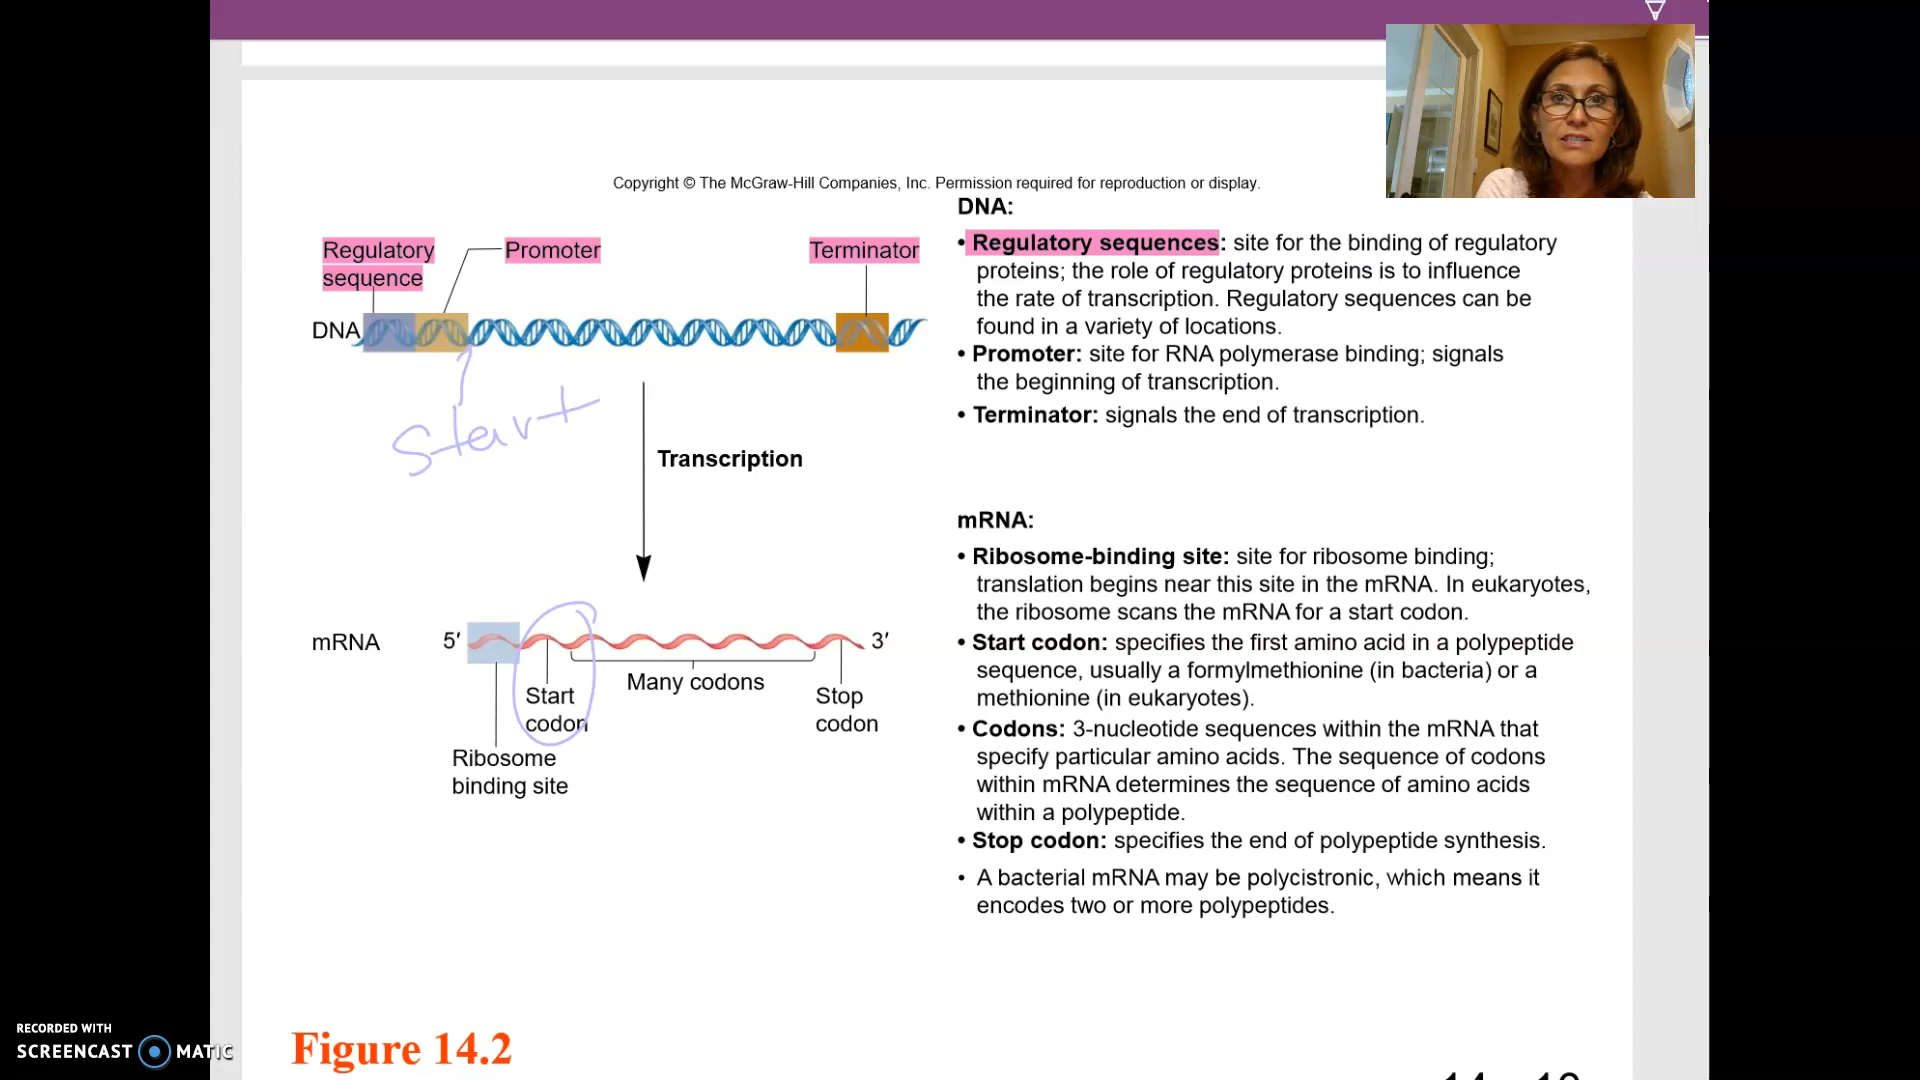 Copyright © The McGraw-Hill Companies, Inc. Permission required for reproduction or display.
Regulatory
sequence
Promoter
Terminator
DNA
start
Transcription
mRNA
5′
3′
Start
codon
Many codons
Stop
codon
Ribosome
binding site
DNA:
• Regulatory sequences: site for the binding of regulatory
proteins; the role of regulatory proteins is to influence
the rate of transcription. Regulatory sequences can be
found in a variety of locations.
• Promoter: site for RNA polymerase binding; signals
the beginning of transcription.
• Terminator: signals the end of transcription.
mRNA:
• Ribosome-binding site: site for ribosome binding;
translation begins near this site in the mRNA. In eukaryotes,
the ribosome scans the mRNA for a start codon.
• Start codon: specifies the first amino acid in a polypeptide
sequence, usually a formylmethionine (in bacteria) or a
methionine (in eukaryotes).
• Codons: 3-nucleotide sequences within the mRNA that
specify particular amino acids. The sequence of codons
within mRNA determines the sequence of amino acids
within a polypeptide.
• Stop codon: specifies the end of polypeptide synthesis.
• A bacterial mRNA may be polycistronic, which means it
encodes two or more polypeptides.
Figure 14.2
RECORDED WITH
SCREENCAST MATIC